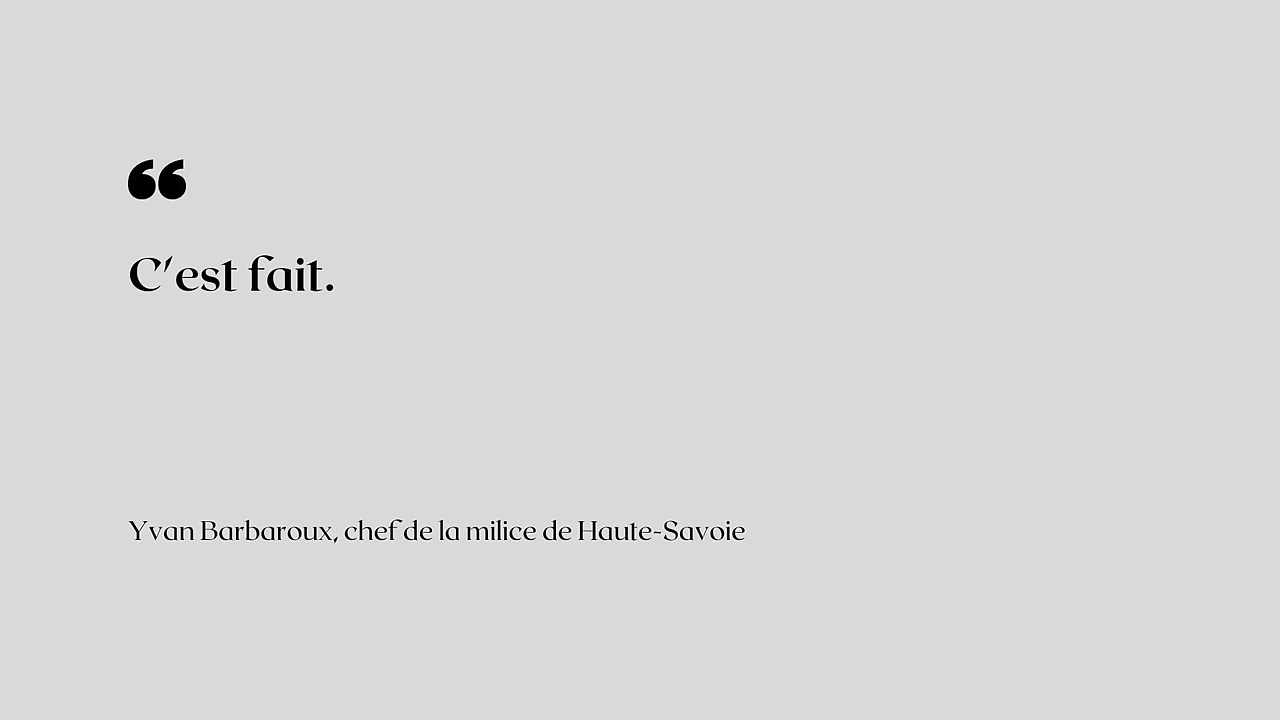 “
C’est fait.
Yvan Barbaroux, chef de la milice de Haute-Savoie